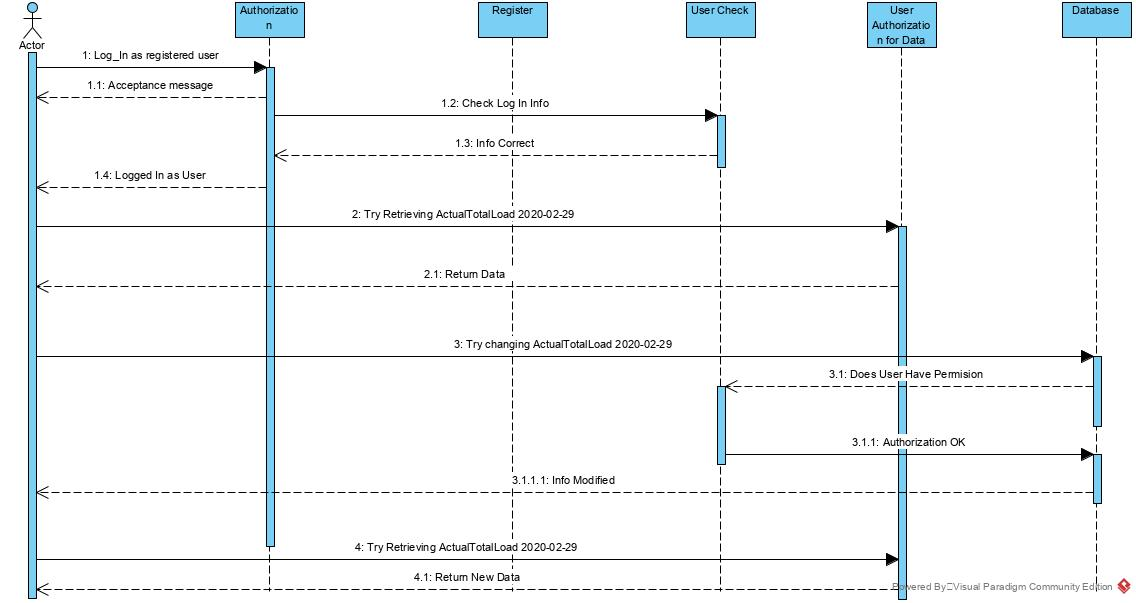 Actor
Authorizatio
n
Register
User Check
User
Authorizatio
n for Data
Database
1: Log_In as registered user
1.1: Acceptance message
1.2: Check Log In Info
1.3: Info Correct
1.4: Logged In as User
2: Try Retrieving ActualTotalLoad 2020-02-29
2.1: Return Data
3: Try changing ActualTotalLoad 2020-02-29
3.1: Does User Have Permision
3.1.1: Authorization OK
3.1.1.1: Info Modified
4: Try Retrieving ActualTotalLoad 2020-02-29
4.1: Return New Data
Powered By Visual Paradigm Community Edition